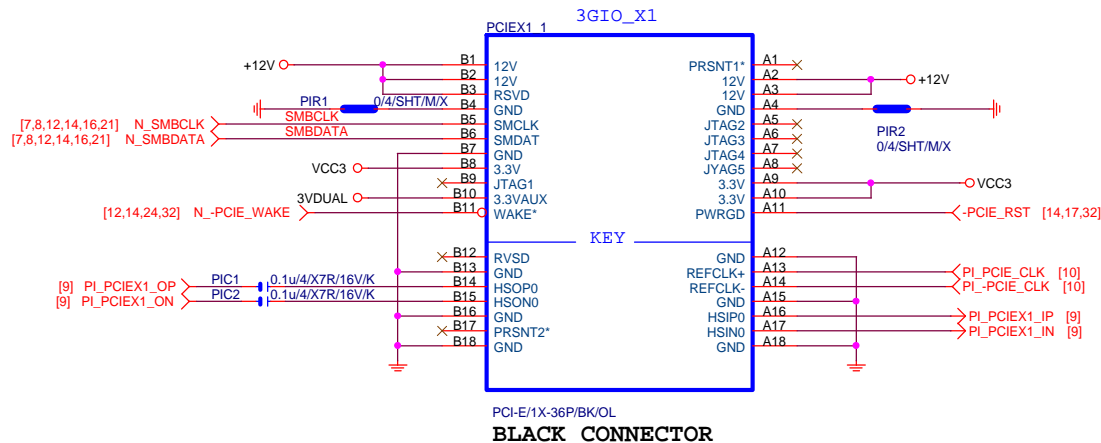 3GIO_X1
PCIEX1_1
+12V B1 12V PRSNT1* A1
B2 12V 12V A2 +12V
B3 RSVD 12V A3
PIR1 0/4/SHT/M/X B4 GND GND A4
[7,8,12,14,16,21] N_SMBCLK SMBCLK B5 SMCLK JTAG2 A5
[7,8,12,14,16,21] N_SMBDATA SMBDATA B6 SMDAT JTAG3 A6 PIR2
B7 GND JTAG4 A7 0/4/SHT/M/X
VCC3 B8 3.3V JYAG5 A8
B9 JTAG1 3.3V A9 VCC3
3VDUAL B10 3.3VAUX 3.3V A10
[12,14,24,32] N_-PCIE_WAKE B11 WAKE* PWRGD A11 -PCIE_RST [14,17,32]
KEY
B12 RVSD GND A12
B13 GND REFCLK+ A13 PI_PCIE_CLK [10]
[9] PI_PCIEX1_OP PIC1 0.1u/4/X7R/16V/K B14 HSOP0 REFCLK- A14 PI_-PCIE_CLK [10]
[9] PI_PCIEX1_ON PIC2 0.1u/4/X7R/16V/K B15 HSON0 GND A15
B16 GND HSIP0 A16 PI_PCIEX1_IP [9]
B17 PRSNT2* HSIN0 A17 PI_PCIEX1_IN [9]
B18 GND GND A18
PCI-E/1X-36P/BK/OL
BLACK CONNECTOR